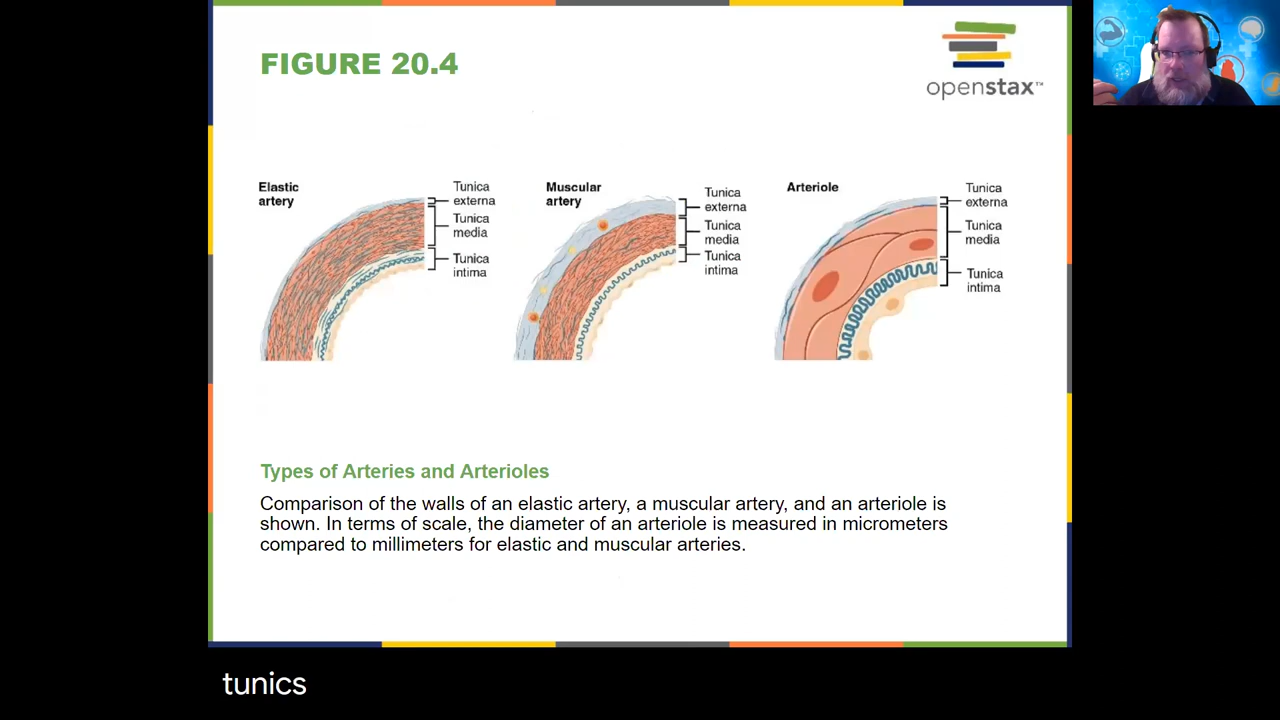 FIGURE 20.4
openstax™
Elastic
artery
Tunica
externa
Tunica
media
Tunica
intima
Muscular
artery
Tunica
externa
Tunica
media
Tunica
intima
Arteriole
Tunica
externa
Tunica
media
Tunica
intima
Types of Arteries and Arterioles
Comparison of the walls of an elastic artery, a muscular artery, and an arteriole is
shown. In terms of scale, the diameter of an arteriole is measured in micrometers
compared to millimeters for elastic and muscular arteries.
tunics